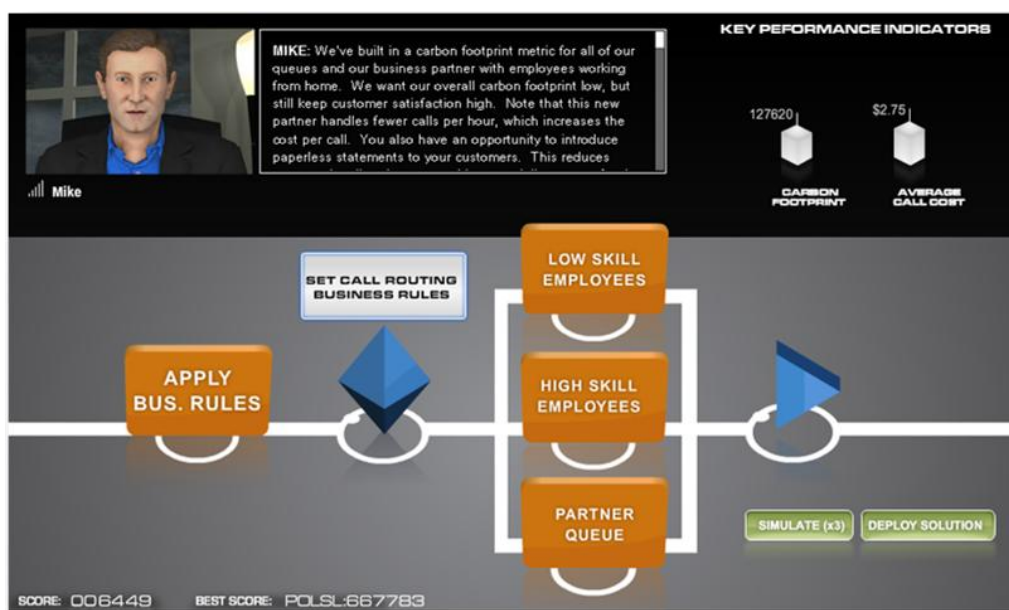 KEY PEFORMANCE INDICATORS
MIKE: We've built in a carbon footprint metric for all of our
queues and our business partner with employees working
from home. We want our overall carbon footprint low, but
still keep customer satisfaction high. Note that this new
partner handles fewer calls per hour, which increases the
cost per call. You also have an opportunity to introduce
paperless statements to your customers. This reduces
127620
$2.75
CARBON
FOOTPRINT
AVERAGE
CALL COST
Mike
SET CALL ROUTING
BUSINESS RULES
LOW SKILL
EMPLOYEES
APPLY
BUS. RULES
HIGH SKILL
EMPLOYEES
PARTNER
QUEUE
SIMULATE (x3)
DEPLOY SOLUTION
SCORE: 006449
BEST SCORE: POLSL:667783